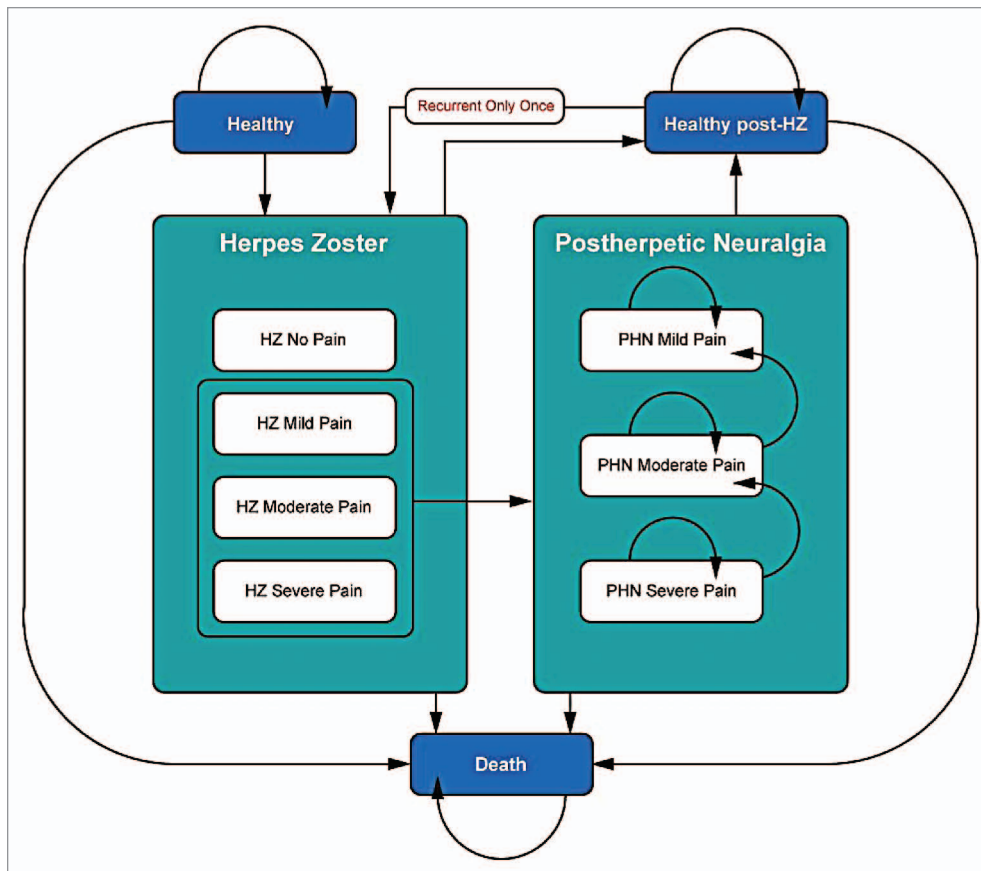 Healthy
Recurrent Only Once
Healthy post-HZ
Herpes Zoster
HZ No Pain
HZ Mild Pain
HZ Moderate Pain
HZ Severe Pain
Postherpetic Neuralgia
PHN Mild Pain
PHN Moderate Pain
PHN Severe Pain
Death